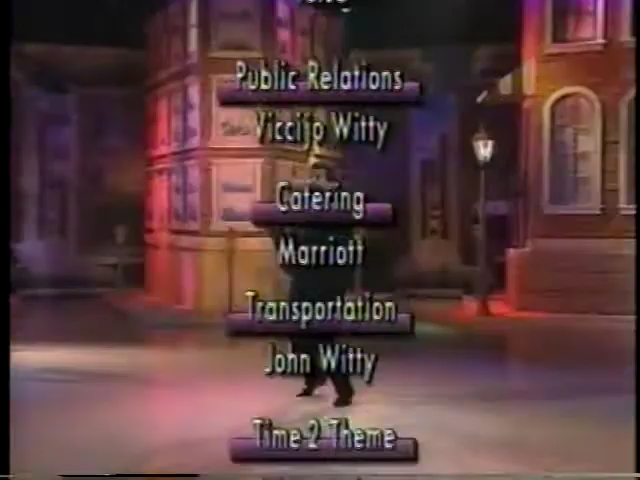 Public Relations
Viccijo Witty
Catering
Marriott
Transportation
John Witty
Time 2 Theme